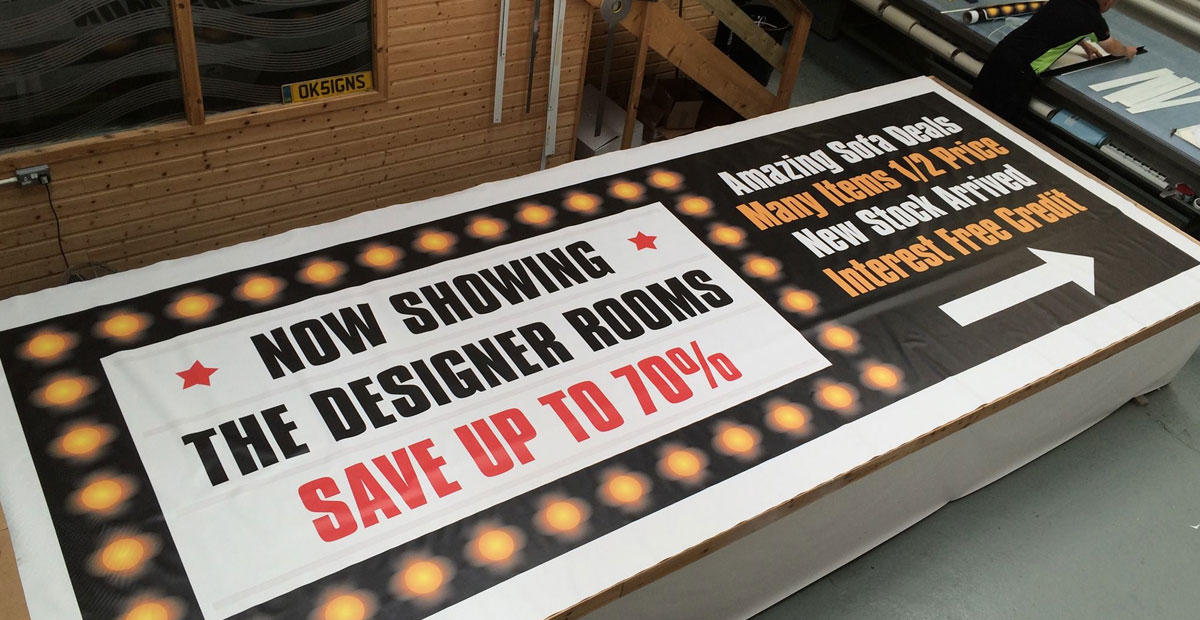 OK51GNS
NOW SHOWING
THE DESIGNER ROOMS
SAVE UP TO 70%
Amazing Sofa Deals
Many Items 1/2 Price
New Stock Arrived
Interest Free Credit